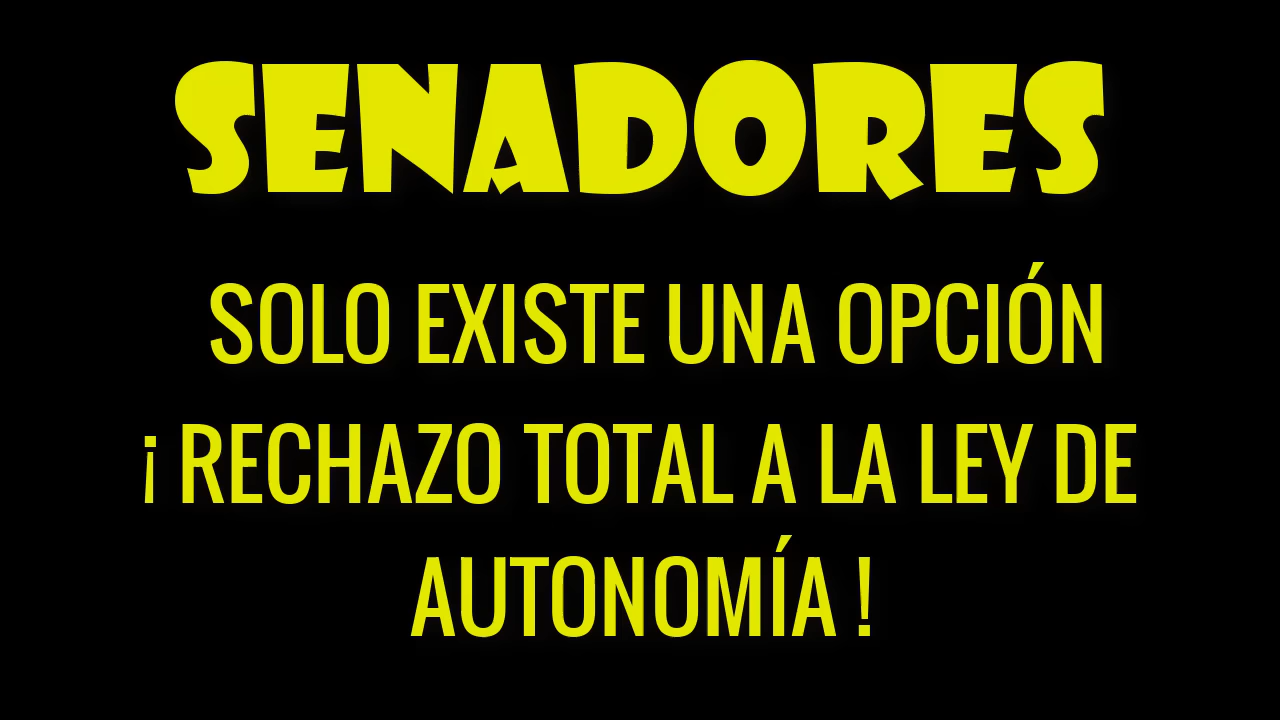 SENADORES
SOLO EXISTE UNA OPCIÓN
¡ RECHAZO TOTAL A LA LEY DE
AUTONOMÍA !